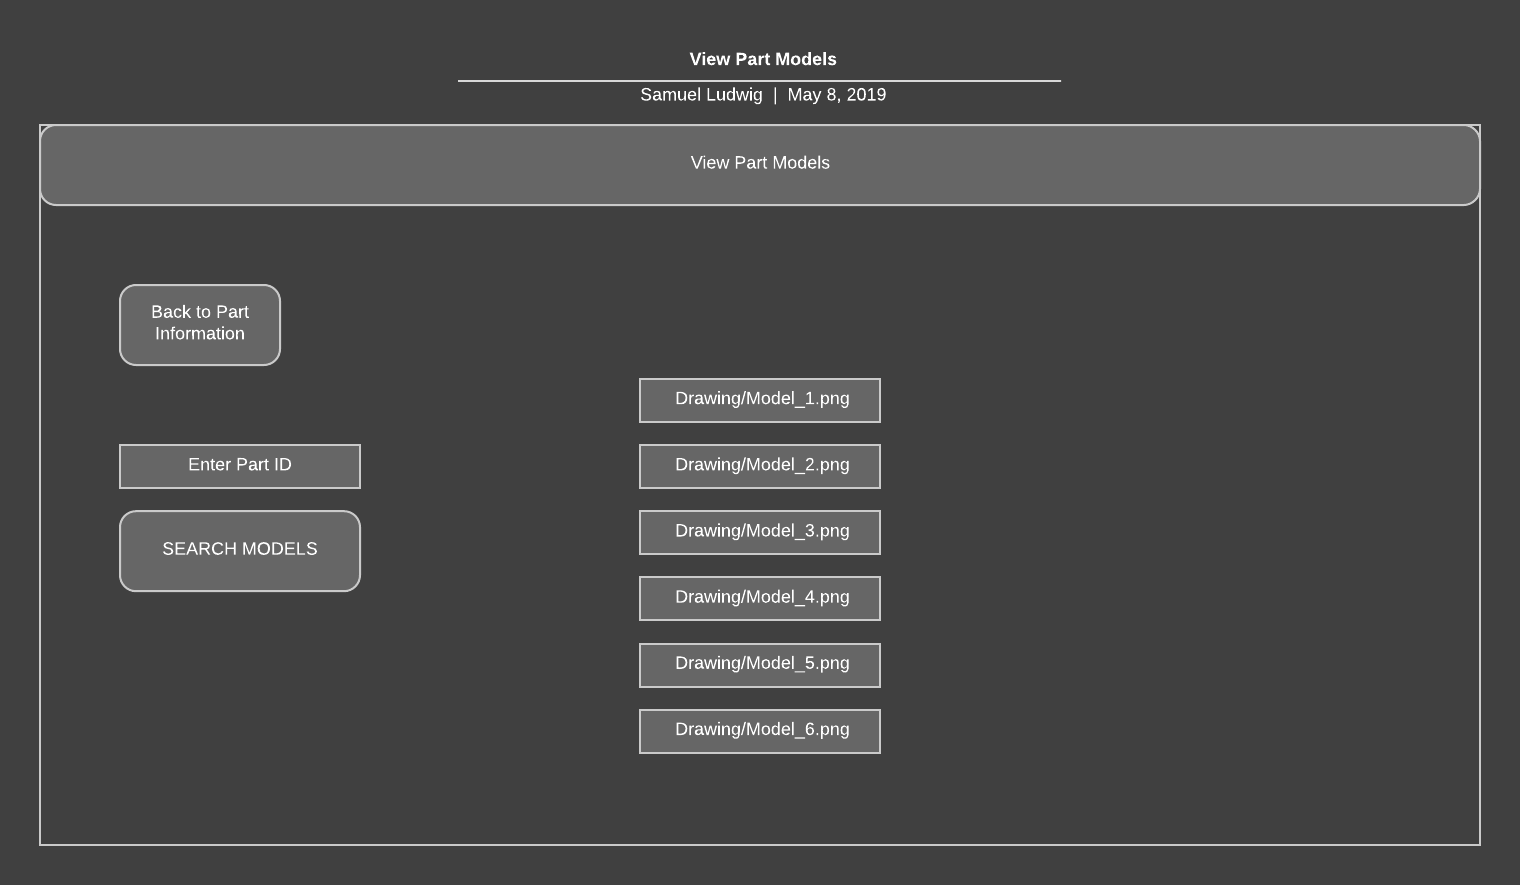 View Part Models
Samuel Ludwig | May 8, 2019
View Part Models
Back to Part
Information
Enter Part ID
SEARCH MODELS
Drawing/Model_1.png
Drawing/Model_2.png
Drawing/Model_3.png
Drawing/Model_4.png
Drawing/Model_5.png
Drawing/Model_6.png